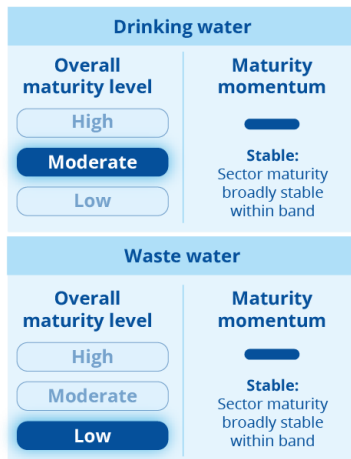 Drinking water
Overall
maturity level
High
Moderate
Low
Maturity
momentum
Stable:
Sector maturity
broadly stable
within band
Waste water
Overall
maturity level
High
Moderate
Low
Maturity
momentum
Stable:
Sector maturity
broadly stable
within band